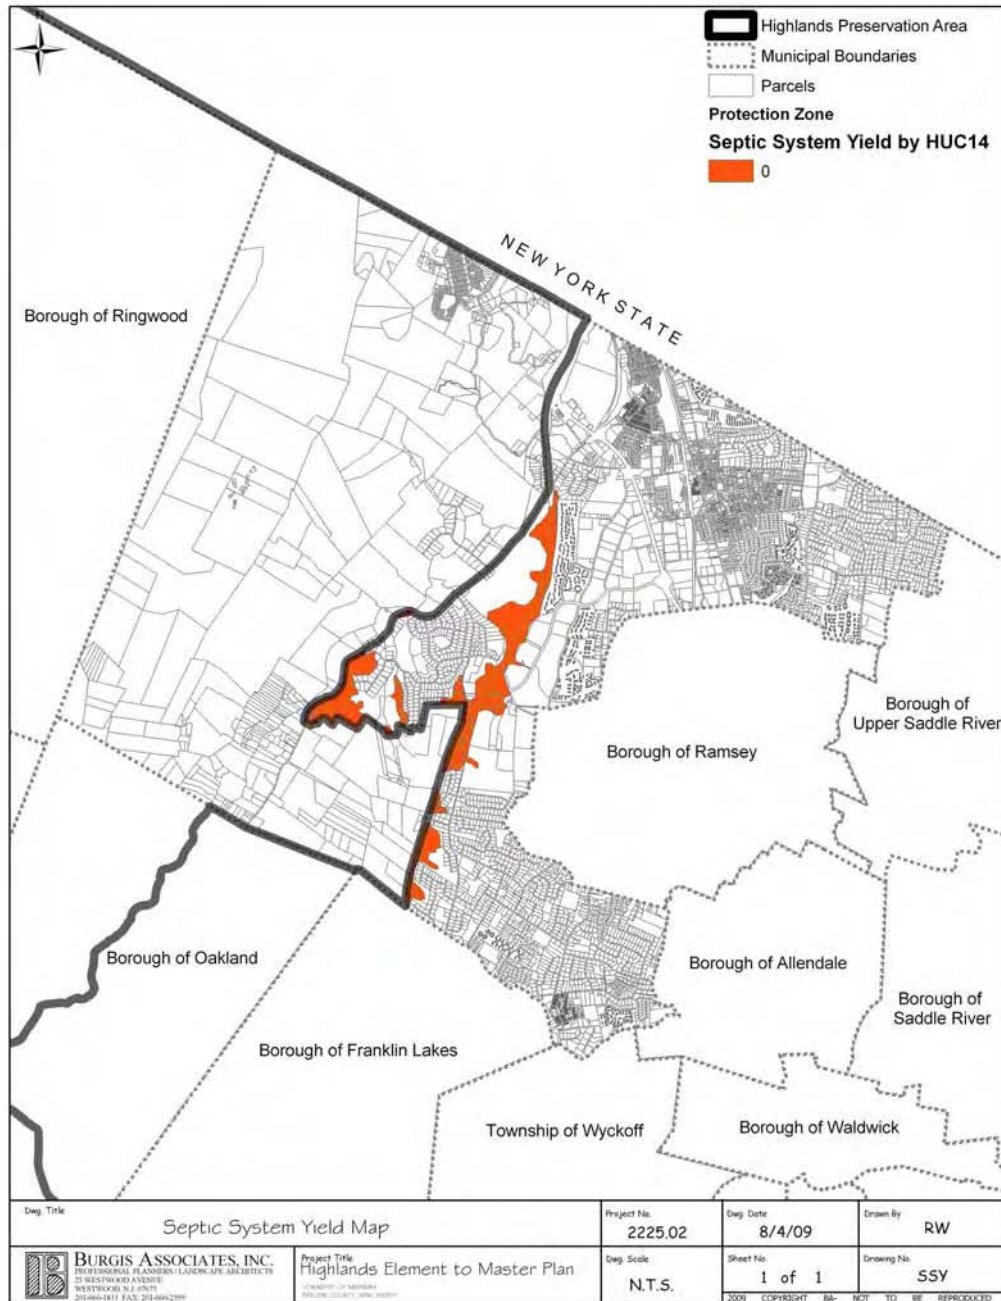 Highlands Preservation Area
Municipal Boundaries
Parcels
Protection Zone
Septic System Yield by HUC14
0
NEW YORK STATE
Borough of Ringwood
Borough of
Upper Saddle River
Borough of Ramsey
Borough of Oakland
Borough of Allendale
Borough of
Saddle River
Borough of Franklin Lakes
Township of Wyckoff
Borough of Waldwick
Dwg. Title
Septic System Yield Map
Project No.
2225.02
Dwg. Date
8/4/09
Drawn By
RW
BURGIS ASSOCIATES, INC.
PROFESSIONAL PLANNERS | LANDSCAPE ARCHITECTS
25 WESTWOOD AVENUE
WESTWOOD, N.J. 07675
Project Title
Highlands Element to Master Plan
Dwg. Scale
N.T.S.
Sheet No.
1 of 1
Drawing No.
SSY
2009 COPYRIGHT BA- NOT TO BE REPRODUCED